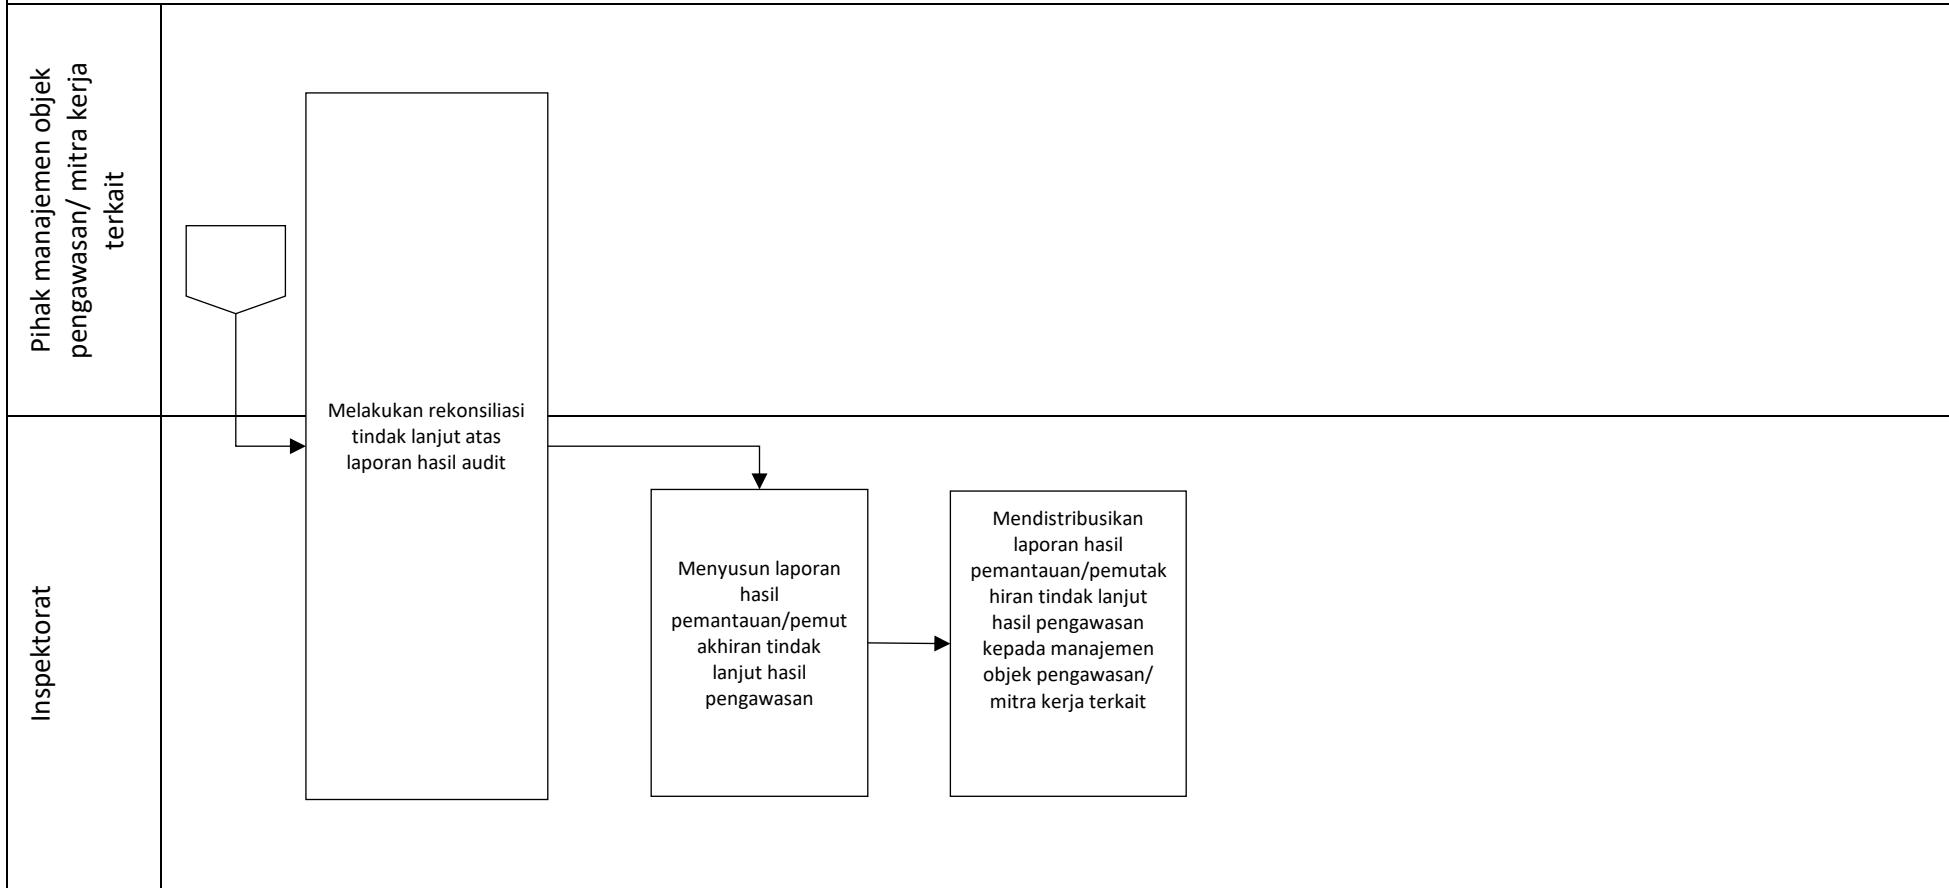 Pihak manajemen objek
pengawasan/ mitra kerja
terkait
Melakukan rekonsiliasi
tindak lanjut atas
laporan hasil audit
Inspektorat
Menyusun laporan
hasil
pemantauan/pemut
akhiran tindak
lanjut hasil
pengawasan
Mendistribusikan
laporan hasil
pemantauan/pemutak
hiran tindak lanjut
hasil pengawasan
kepada manajemen
objek pengawasan/
mitra kerja terkait